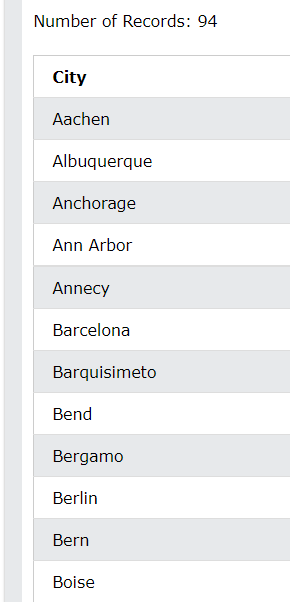 Number of Records: 94
City
Aachen
Albuquerque
Anchorage
Ann Arbor
Annecy
Barcelona
Barquisimeto
Bend
Bergamo
Berlin
Bern
Boise